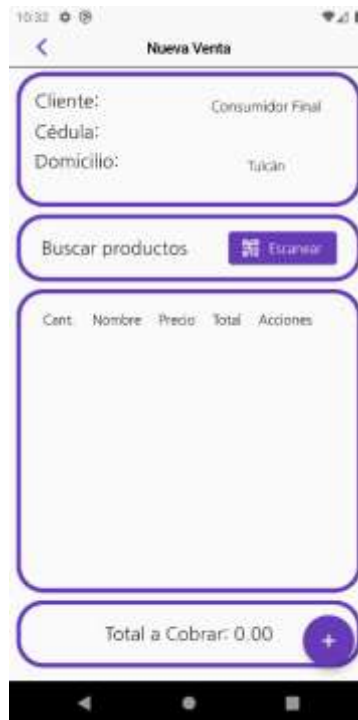 10:32
Nueva Venta
Cliente: Consumidor Final
Cédula:
Domicilio: Tulcán
Buscar productos Escanear
Cant. Nombre Precio Total Acciones
Total a Cobrar: 0.00
+